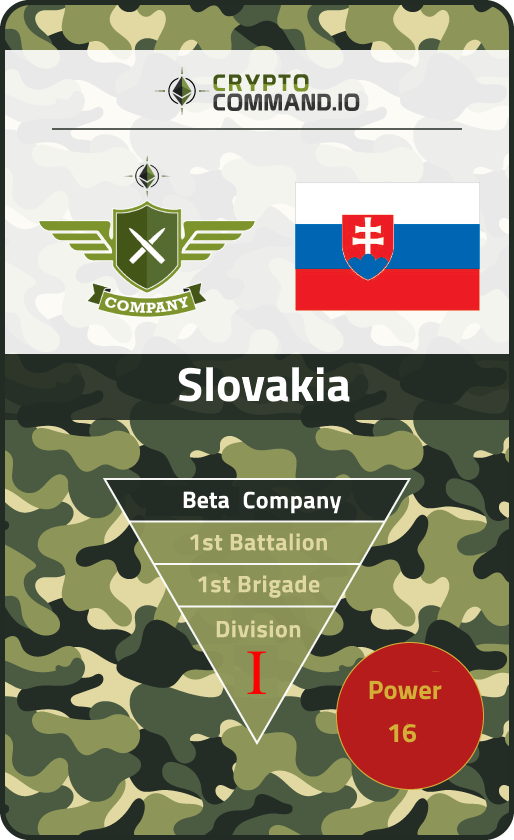 CRYPTO
COMMAND.IO
COMPANY
Slovakia
Beta Company
1st Battalion
1st Brigade
Division
I
Power
16